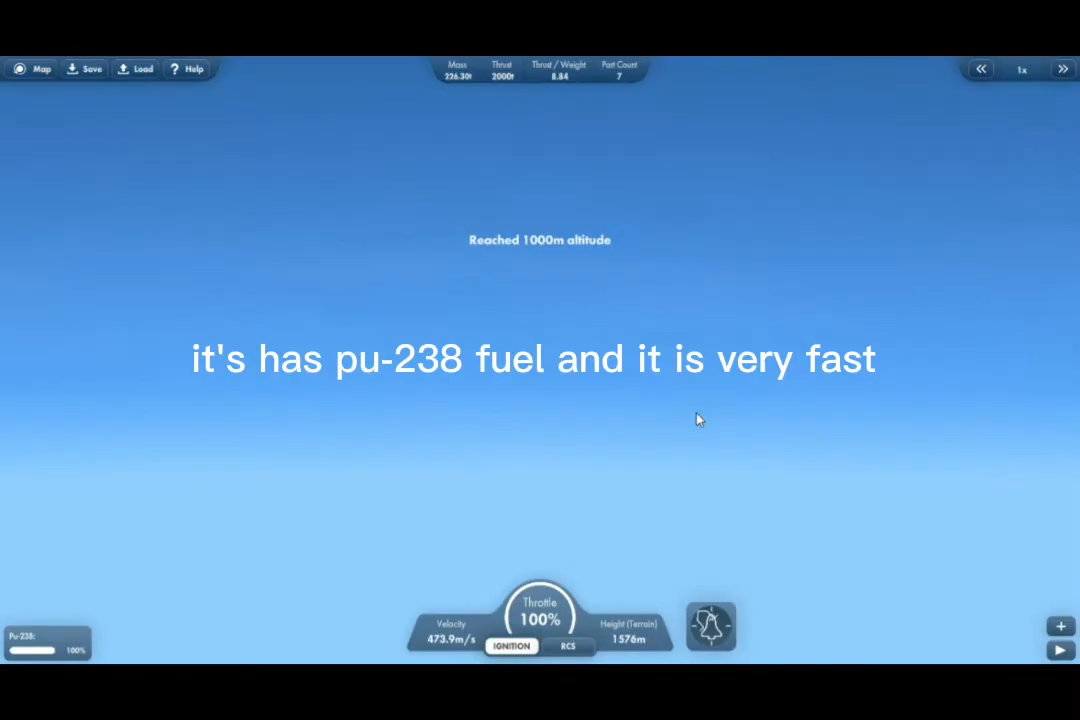 Map Save Load ? Help
Mass Thrust Thrust / Weight Part Count
226.30t 2000t 8.84 7
1x
Reached 1000m altitude
it's has pu-238 fuel and it is very fast
Throttle
100%
Velocity
473.9m/s
Height (Terrain)
1576m
IGNITION RCS
Pu-238:
100%